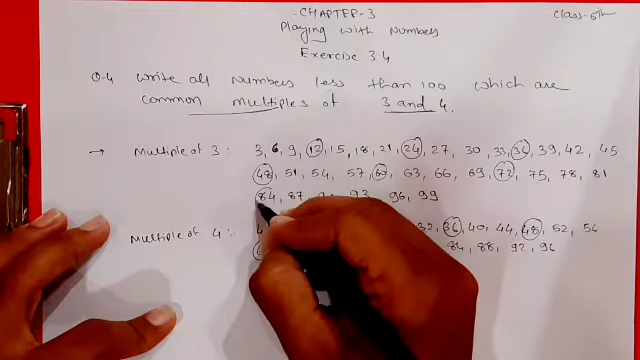 CHAPTER-3
Class-6th
Playing with Numbers
Exercise 3.4
Q.4 Write all Numbers less than 100 which are
common multiples of 3 and 4.
→ Multiple of 3 : 3, 6, 9, 12, 15, 18, 21, 24, 27, 30, 33, 36, 39, 42, 45
48, 51, 54, 57, 60, 63, 66, 69, 72, 75, 78, 81
84, 87, 93, 96, 99
Multiple of 4 : 4, 32, 36, 40, 44, 48, 52, 56
84, 88, 92, 96